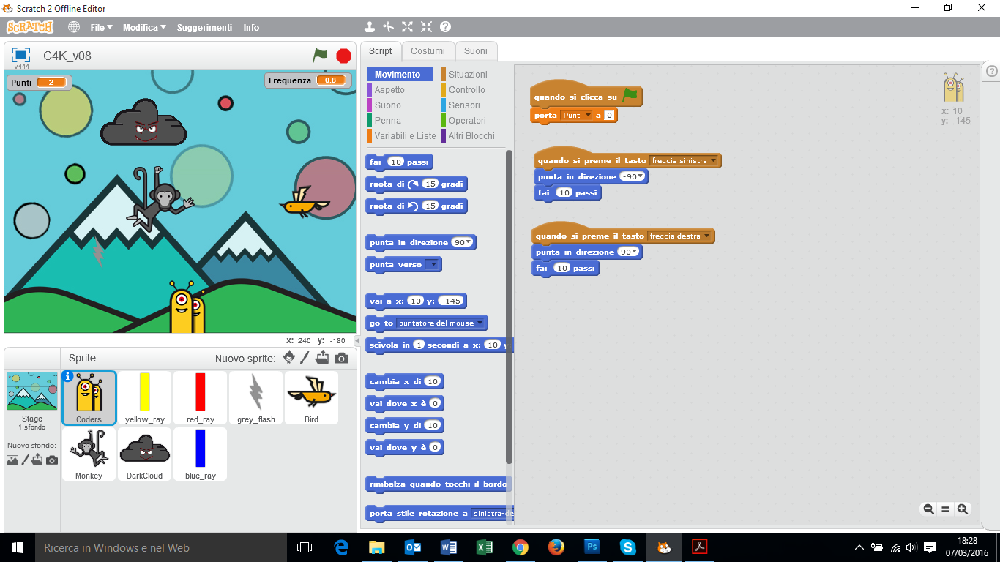 Scratch 2 Offline Editor
SCRATCH File Modifica Suggerimenti Info
v444
C4K_v08
Punti 2
Frequenza 0.8
x: 240 y: -180
Sprite Nuovo sprite:
Stage
1 sfondo
Nuovo sfondo:
Coders
yellow_ray
red_ray
grey_flash
Bird
Monkey
DarkCloud
blue_ray
Script Costumi Suoni
Movimento Situazioni
Aspetto Controllo
Suono Sensori
Penna Operatori
Variabili e Liste Altri Blocchi
fai 10 passi
ruota di 15 gradi
ruota di 15 gradi
punta in direzione 90
punta verso
vai a x: 10 y: -145
go to puntatore del mouse
scivola in 1 secondi a x: 10 y
cambia x di 10
vai dove x è 0
cambia y di 10
vai dove y è 0
rimbalza quando tocchi il bordo
porta stile rotazione a sinistra-de
quando si clicca su
porta Punti a 0
quando si preme il tasto freccia sinistra
punta in direzione -90
fai 10 passi
quando si preme il tasto freccia destra
punta in direzione 90
fai 10 passi
x: 10
y: -145
Ricerca in Windows e nel Web
18:28
07/03/2016